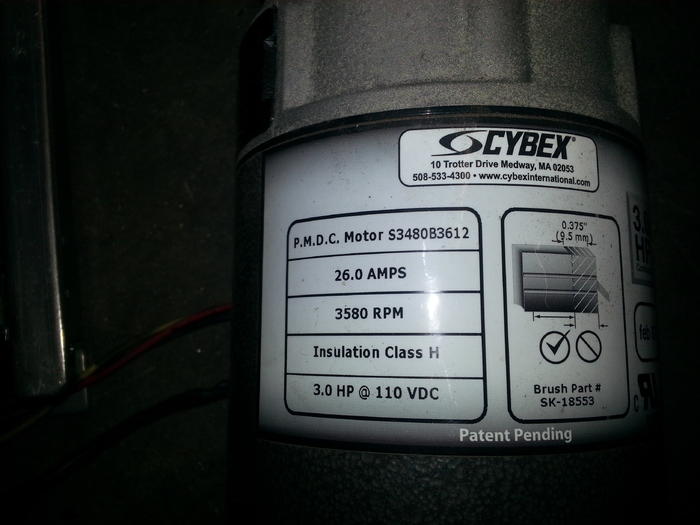 CYBEX®
10 Trotter Drive Medway, MA 02053
508-533-4300 • www.cybexinternational.com
P.M.D.C. Motor S3480B3612
26.0 AMPS
3580 RPM
Insulation Class H
3.0 HP @ 110 VDC
0.375"
(9.5 mm)
Brush Part #
SK-18553
HP
feb
Patent Pending